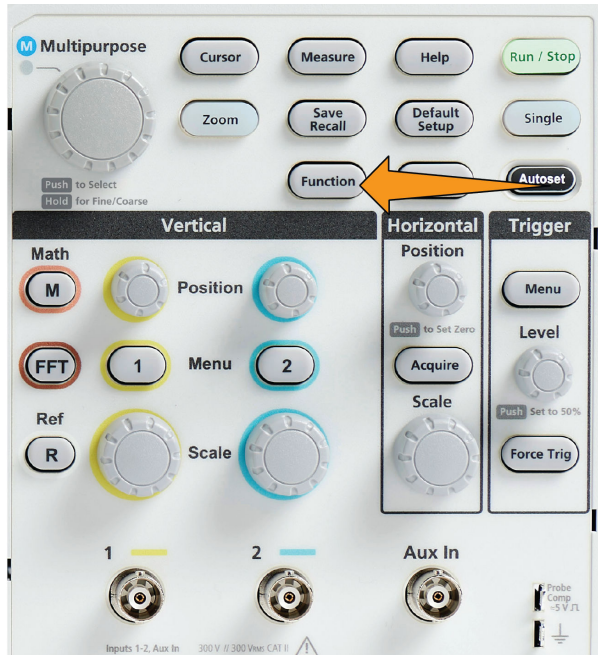 M Multipurpose
Cursor
Measure
Help
Run / Stop
Zoom
Save
Recall
Default
Setup
Single
Push to Select
Hold for Fine/Coarse
Function
Autoset
Vertical
Horizontal
Trigger
Math
M
Position
Position
Push to Set Zero
Menu
FFT
1
Menu
2
Acquire
Level
Push Set to 50%
Ref
R
Scale
Scale
Force Trig
1
2
Aux In
Probe
Comp
~5 V
Inputs 1-2, Aux In
300 V // 300 VRMS CAT II